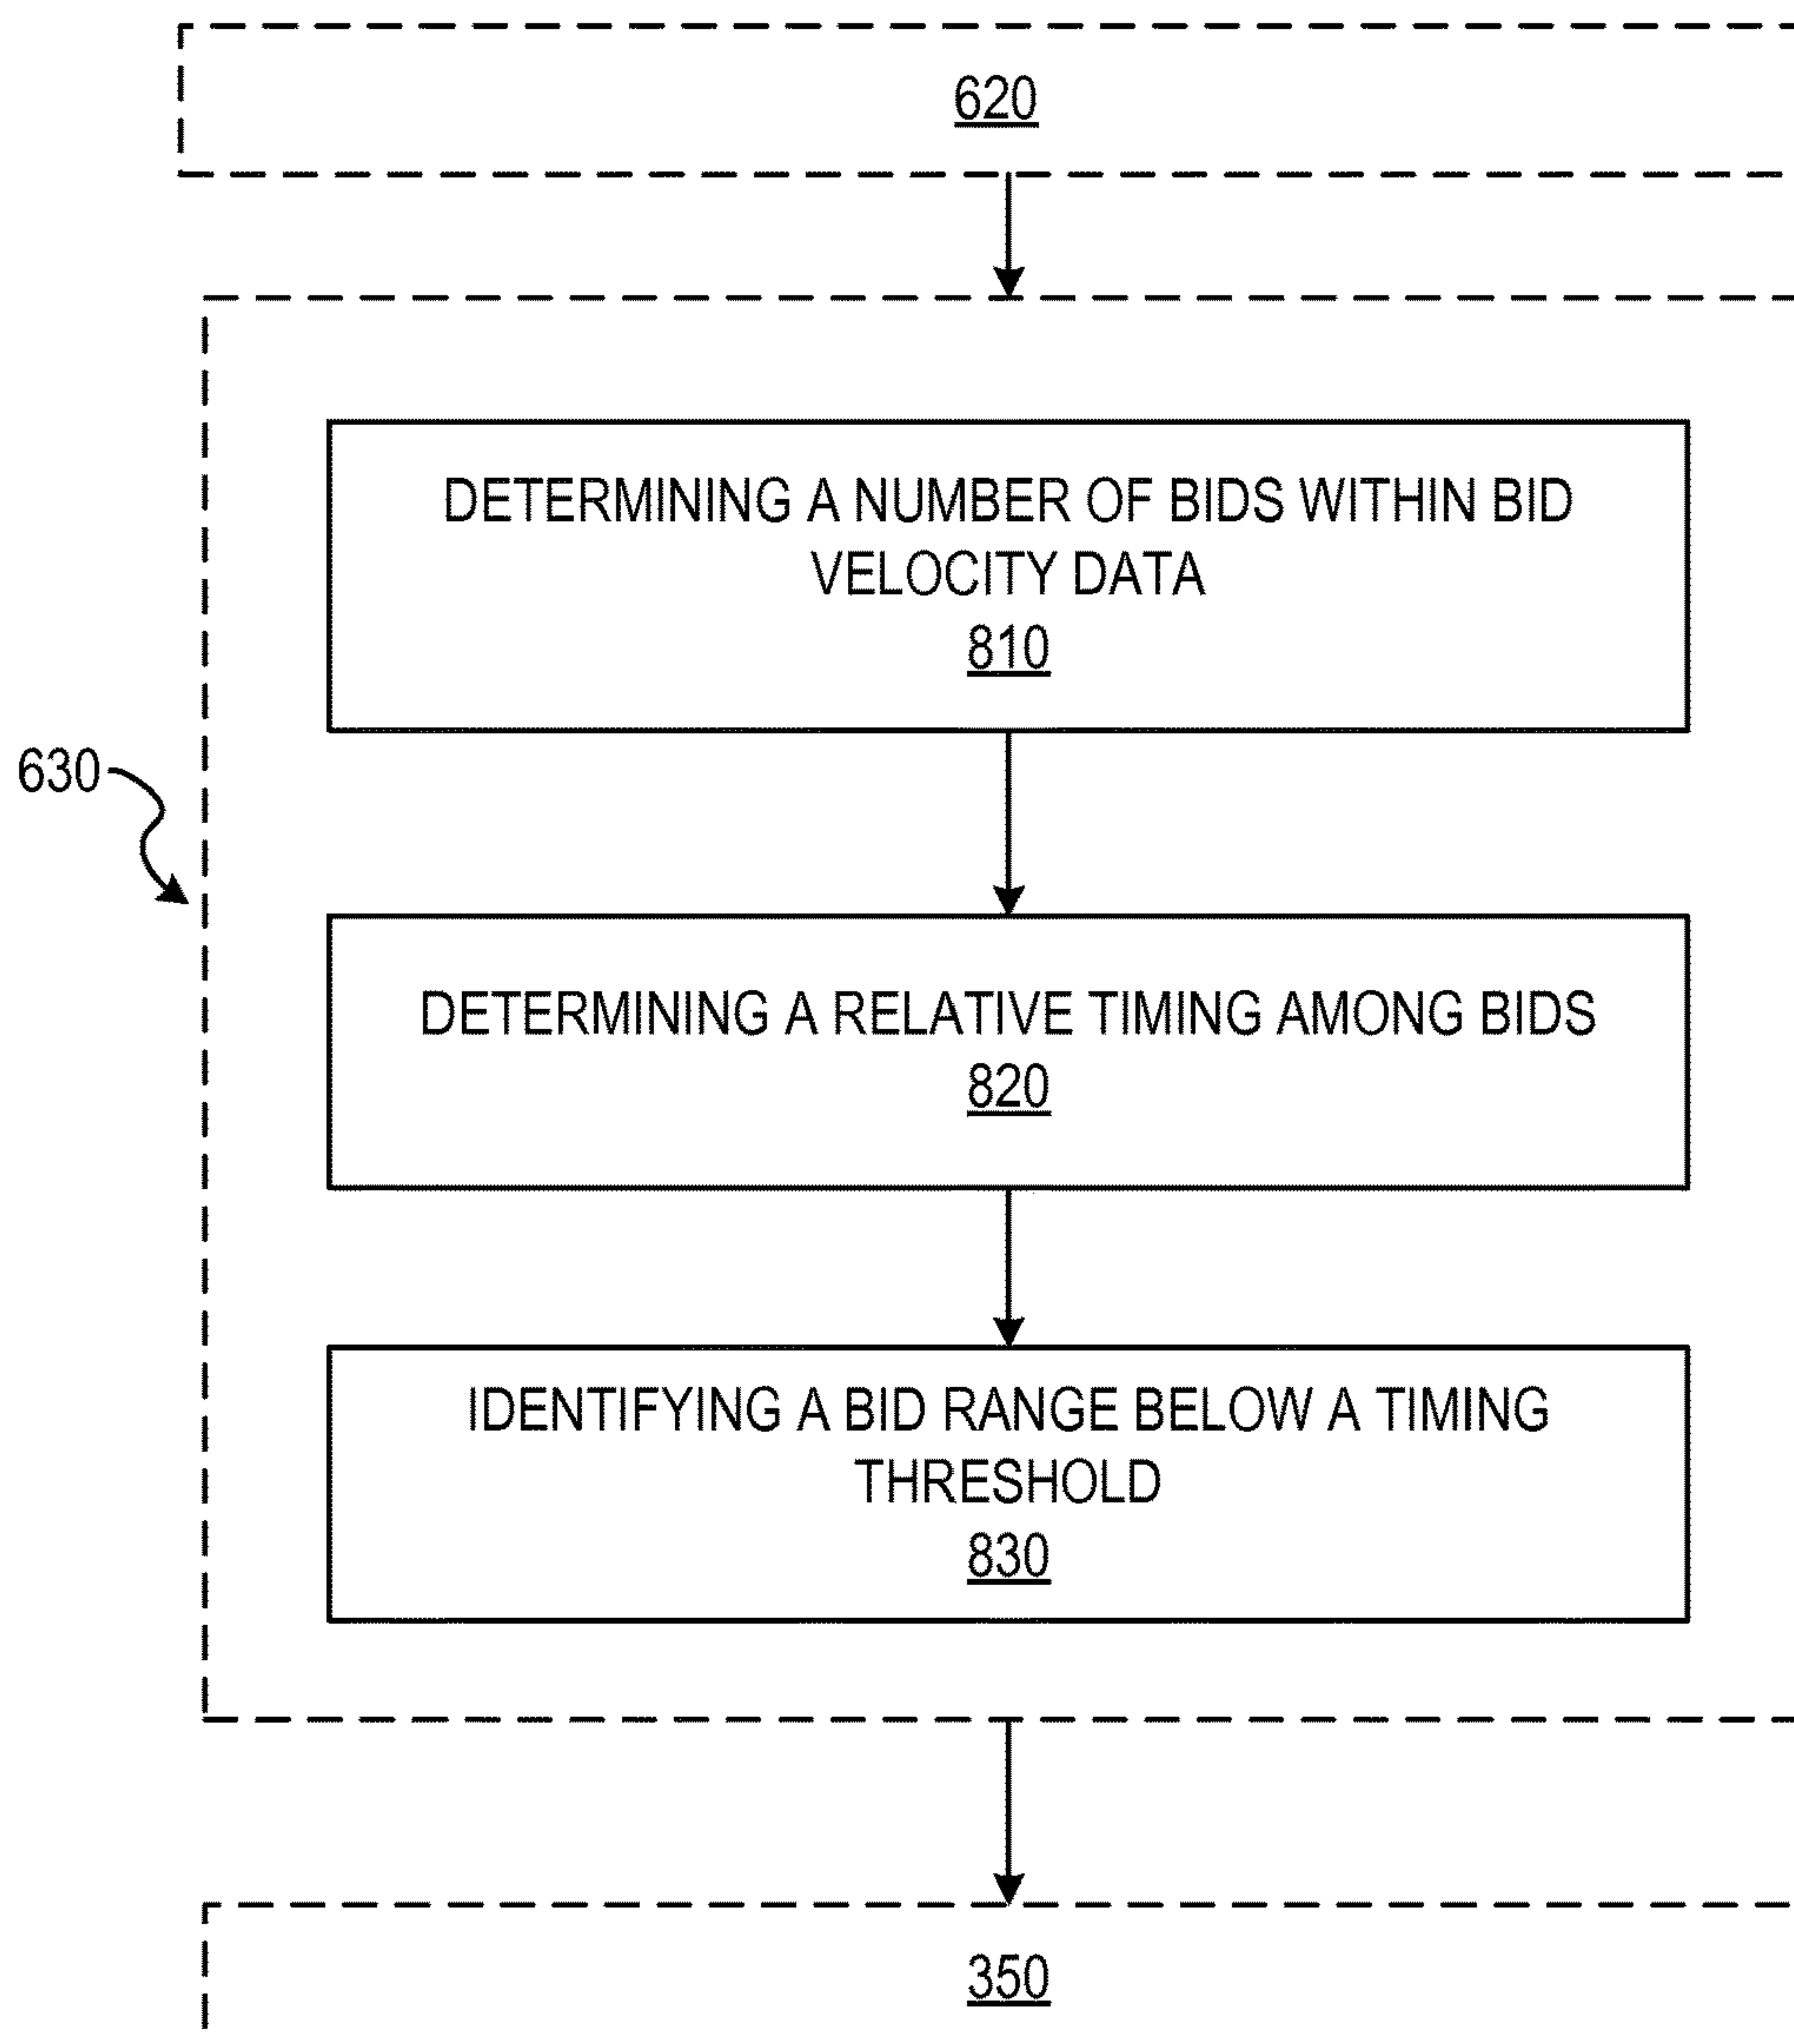 620
DETERMINING A NUMBER OF BIDS WITHIN BID
VELOCITY DATA
810
630
DETERMINING A RELATIVE TIMING AMONG BIDS
820
IDENTIFYING A BID RANGE BELOW A TIMING
THRESHOLD
830
350